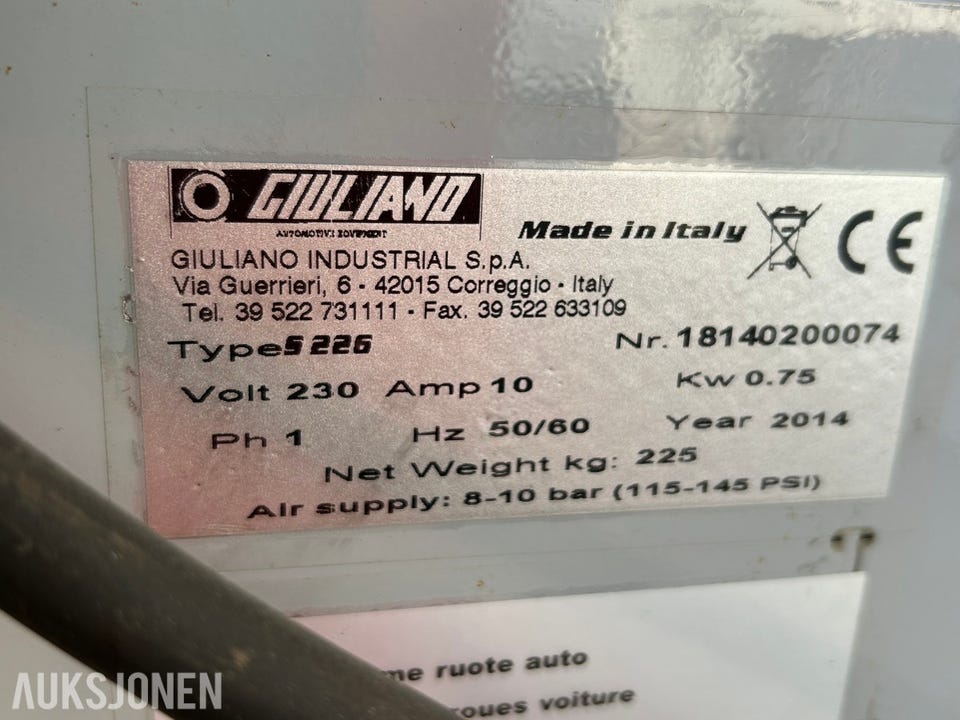 GIULIANO
AUTOMOTIVE EQUIPMENT
Made in Italy
CE
GIULIANO INDUSTRIAL S.p.A.
Via Guerrieri, 6 - 42015 Correggio - Italy
Tel. 39 522 731111 - Fax. 39 522 633109
Type S 226 Nr. 18140200074
Volt 230 Amp 10 Kw 0.75
Ph 1 Hz 50/60 Year 2014
Net Weight kg: 225
Air supply: 8-10 bar (115-145 PSI)
ruote auto
voiture
AUKSJONEN